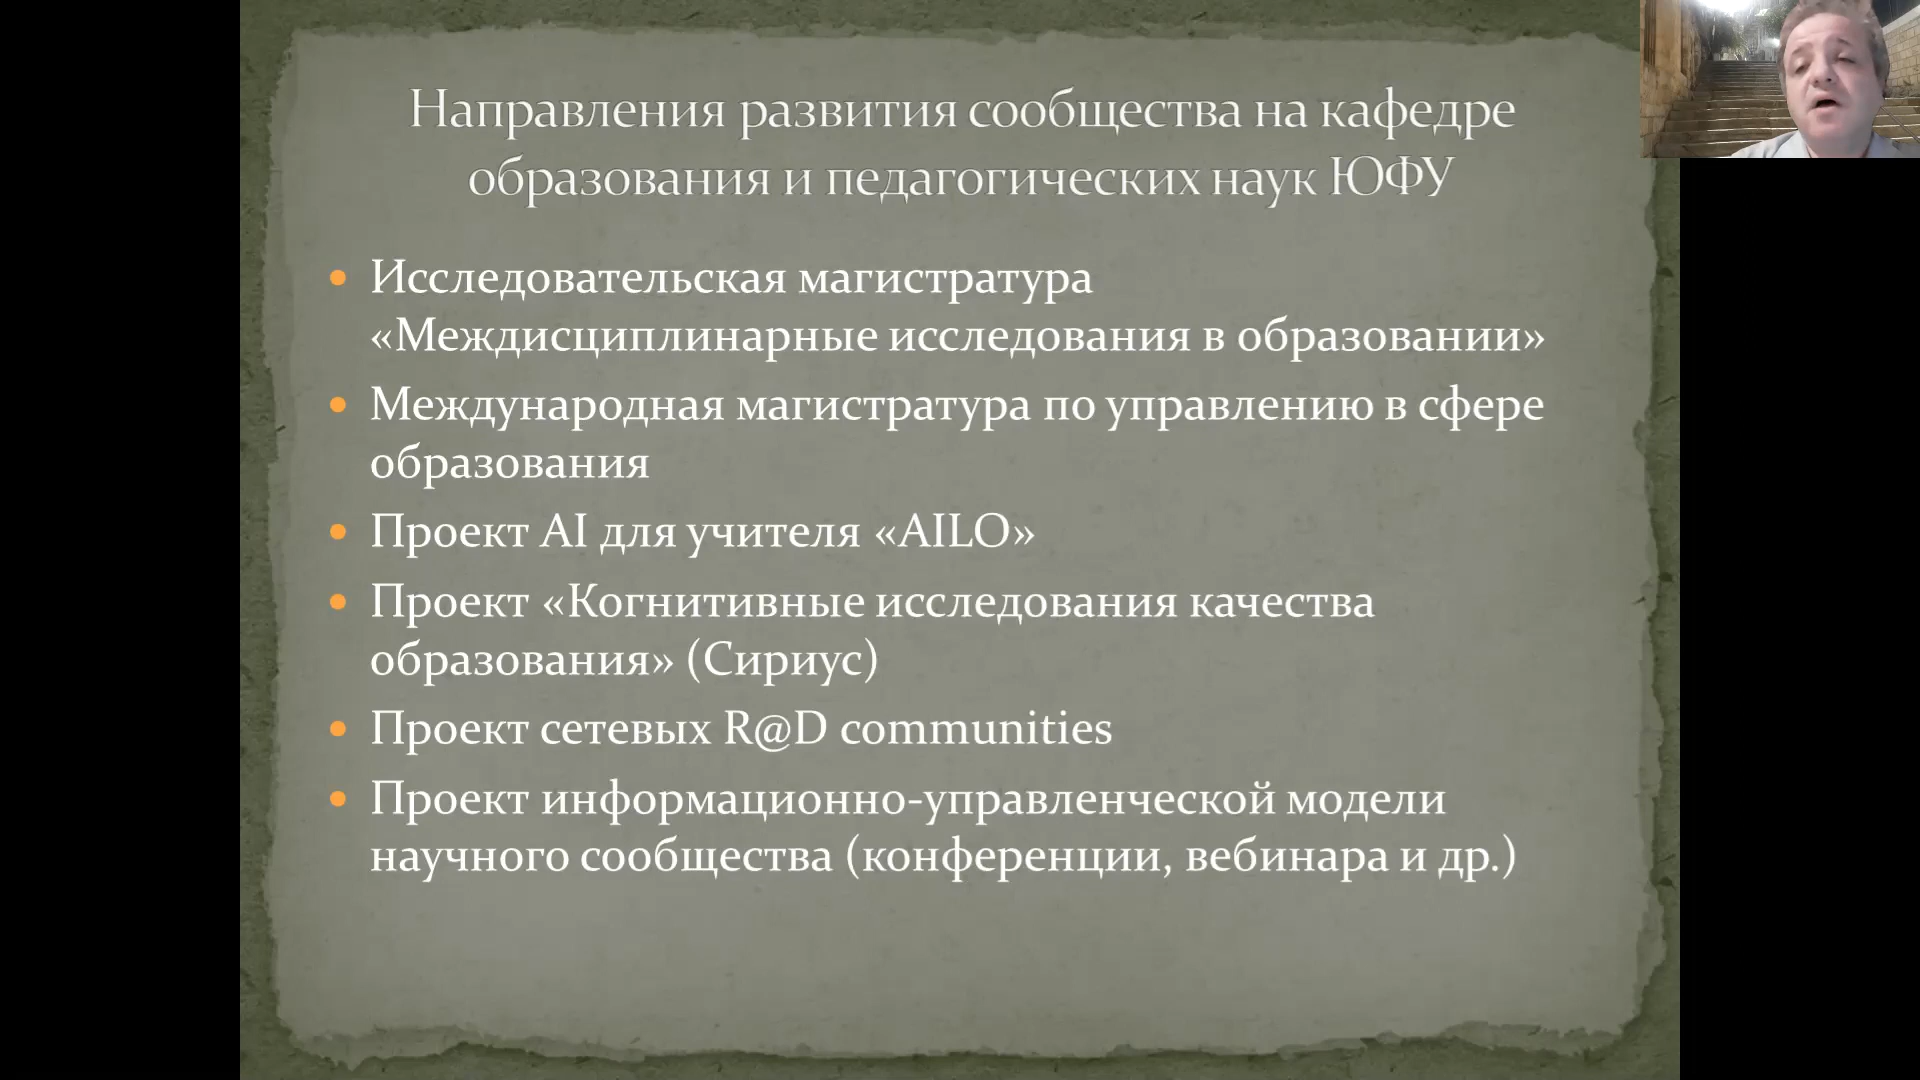 Направления развития сообщества на кафедре
образования и педагогических наук ЮФУ
Исследовательская магистратура
«Междисциплинарные исследования в образовании»
Международная магистратура по управлению в сфере
образования
Проект AI для учителя «AILO»
Проект «Когнитивные исследования качества
образования» (Сириус)
Проект сетевых R@D communities
Проект информационно-управленческой модели
научного сообщества (конференции, вебинара и др.)